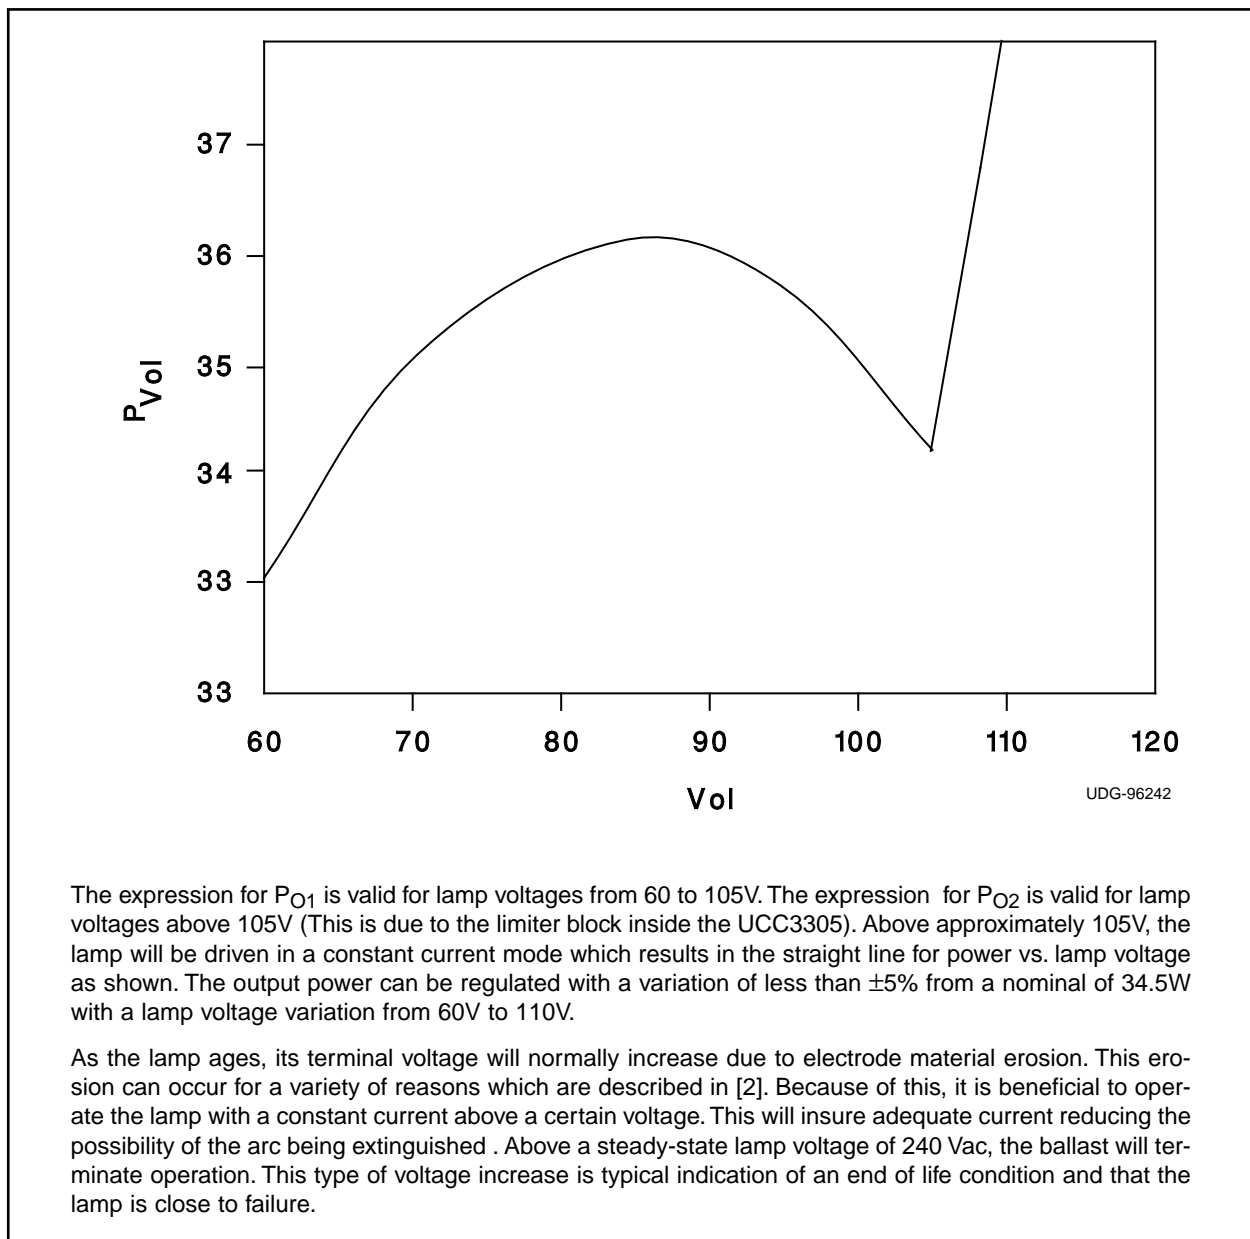 37
36
35
34
33
33
PVol
60 70 80 90 100 110 120
Vol
UDG-96242
The expression for PO1 is valid for lamp voltages from 60 to 105V. The expression for PO2 is valid for lamp
voltages above 105V (This is due to the limiter block inside the UCC3305). Above approximately 105V, the
lamp will be driven in a constant current mode which results in the straight line for power vs. lamp voltage
as shown. The output power can be regulated with a variation of less than ±5% from a nominal of 34.5W
with a lamp voltage variation from 60V to 110V.
As the lamp ages, its terminal voltage will normally increase due to electrode material erosion. This ero-
sion can occur for a variety of reasons which are described in [2]. Because of this, it is beneficial to oper-
ate the lamp with a constant current above a certain voltage. This will insure adequate current reducing the
possibility of the arc being extinguished . Above a steady-state lamp voltage of 240 Vac, the ballast will ter-
minate operation. This type of voltage increase is typical indication of an end of life condition and that the
lamp is close to failure.